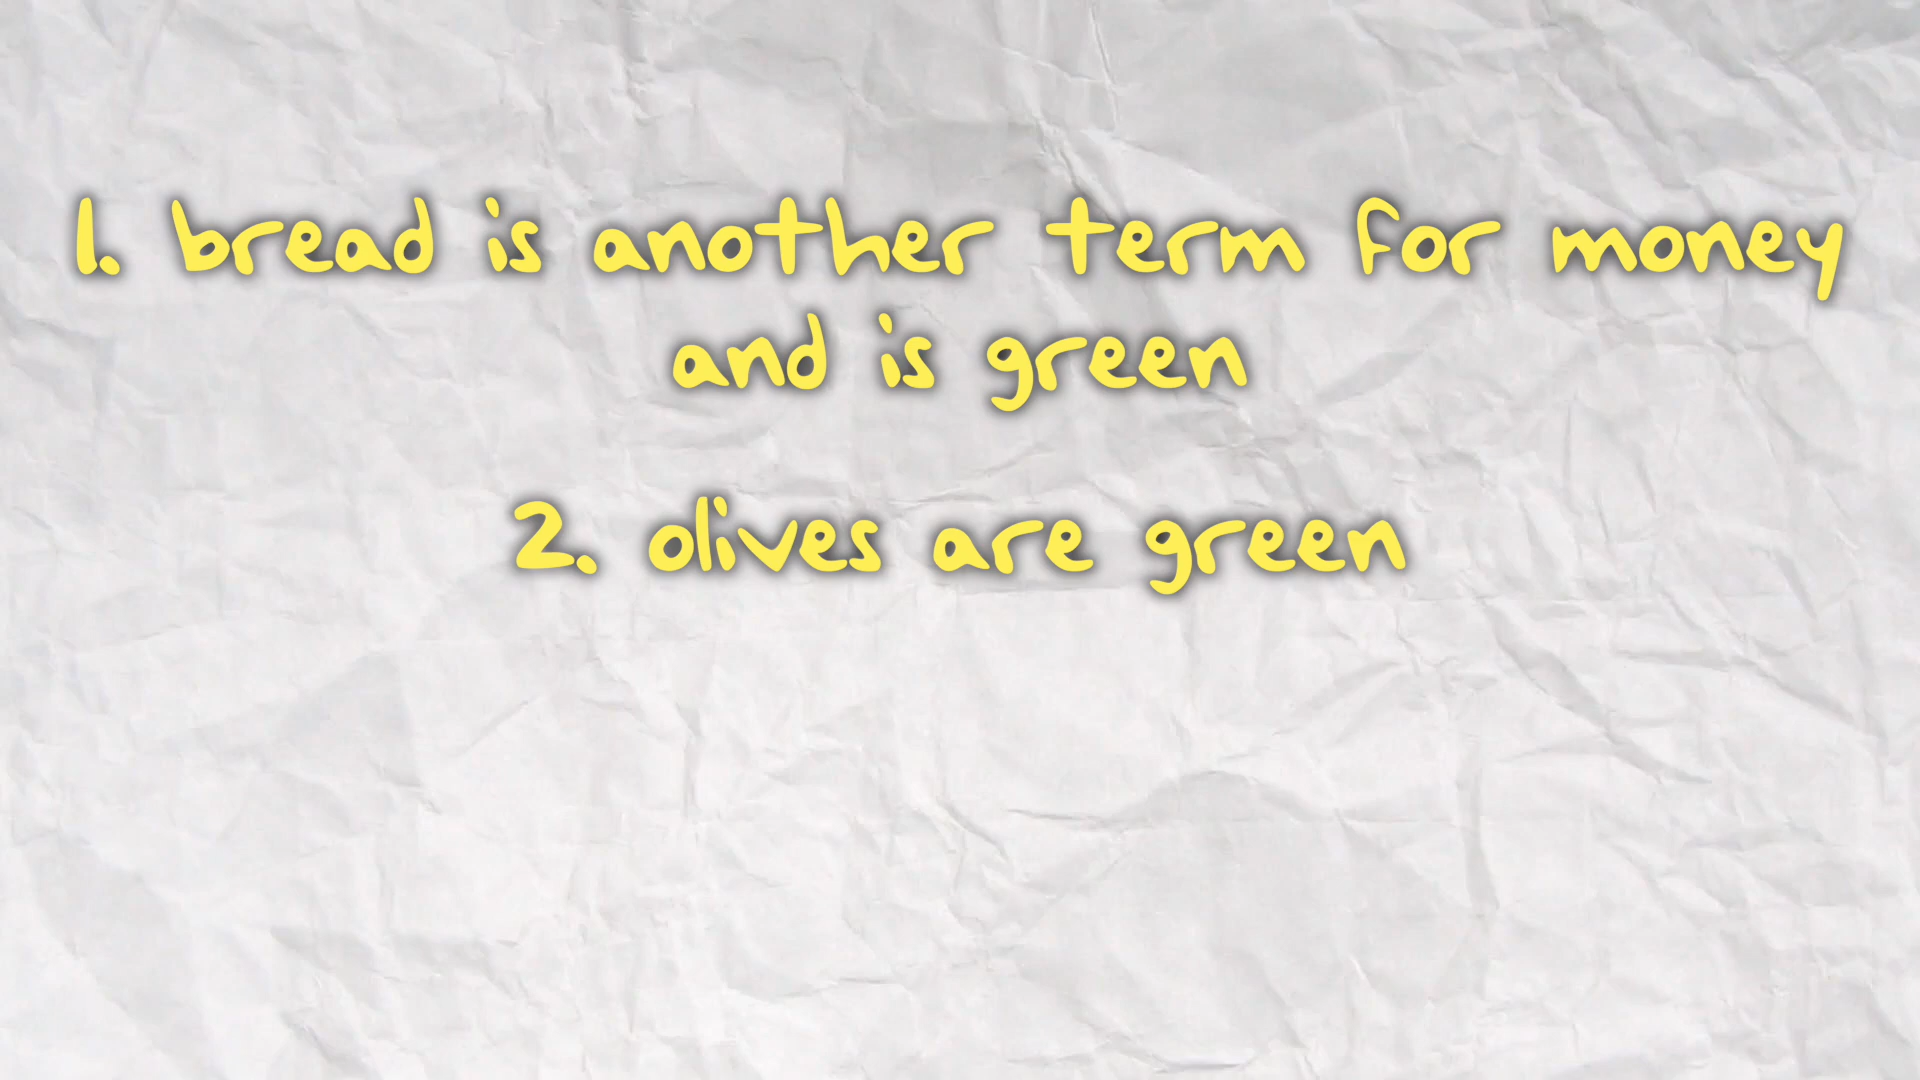 1. bread is another term for money
and is green
2. olives are green